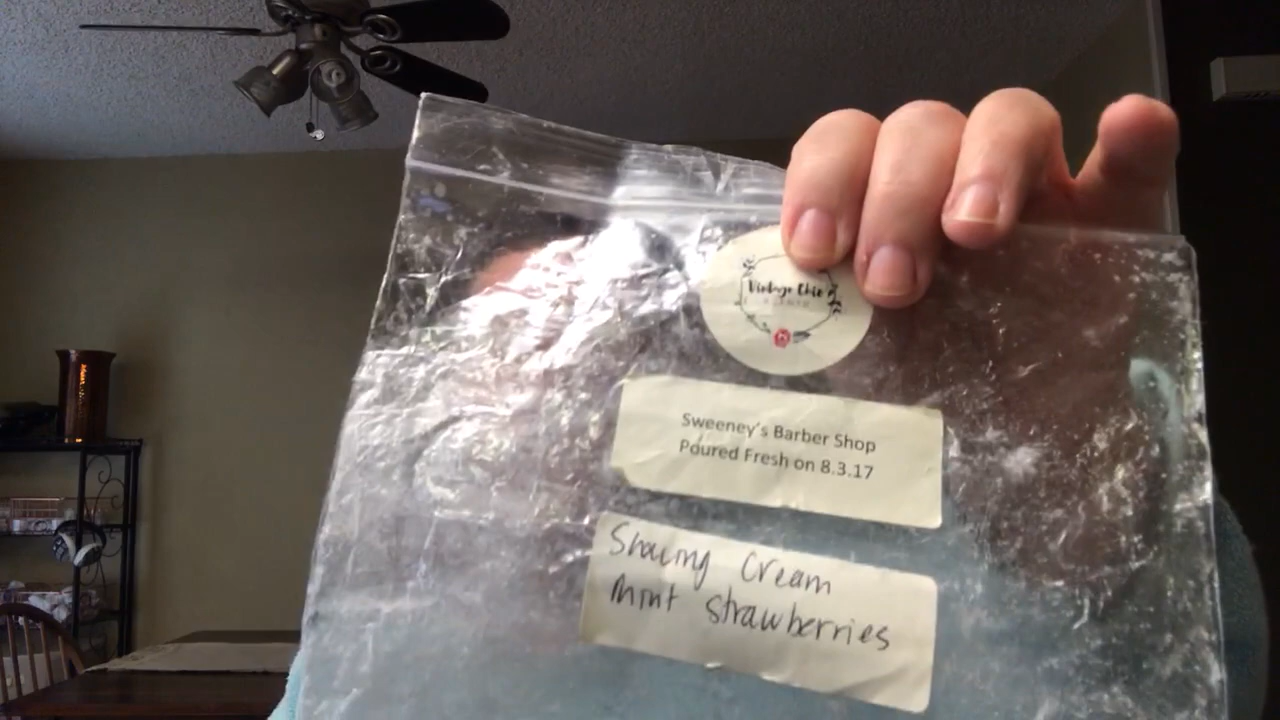 Vintage Chic
Sweeney's Barber Shop
Poured Fresh on 8.3.17
Shaving Cream
mint strawberries